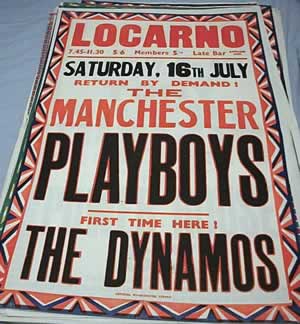 LOCARNO
7.45-11.30 $6 Members 5- Late Bar
SATURDAY, 16TH JULY
RETURN BY DEMAND!
THE
MANCHESTER
PLAYBOYS
FIRST TIME HERE!
THE DYNAMOS